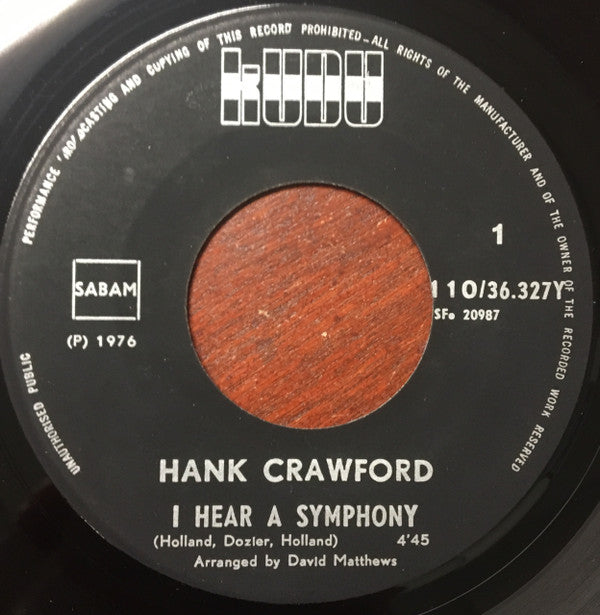 PERFORMANCE BROADCASTING AND COPYING OF THIS RECORD PROHIBITED _ ALL RIGHTS OF THE MANUFACTURER AND OF THE OWNER OF THE RECORDED WORK RESERVED
UNAUTHORISED PUBLIC
KUDU
1
SABAM
110/36.327Y
SFe 20987
(P) 1976
HANK CRAWFORD
I HEAR A SYMPHONY
(Holland, Dozier, Holland) 4'45
Arranged by David Matthews